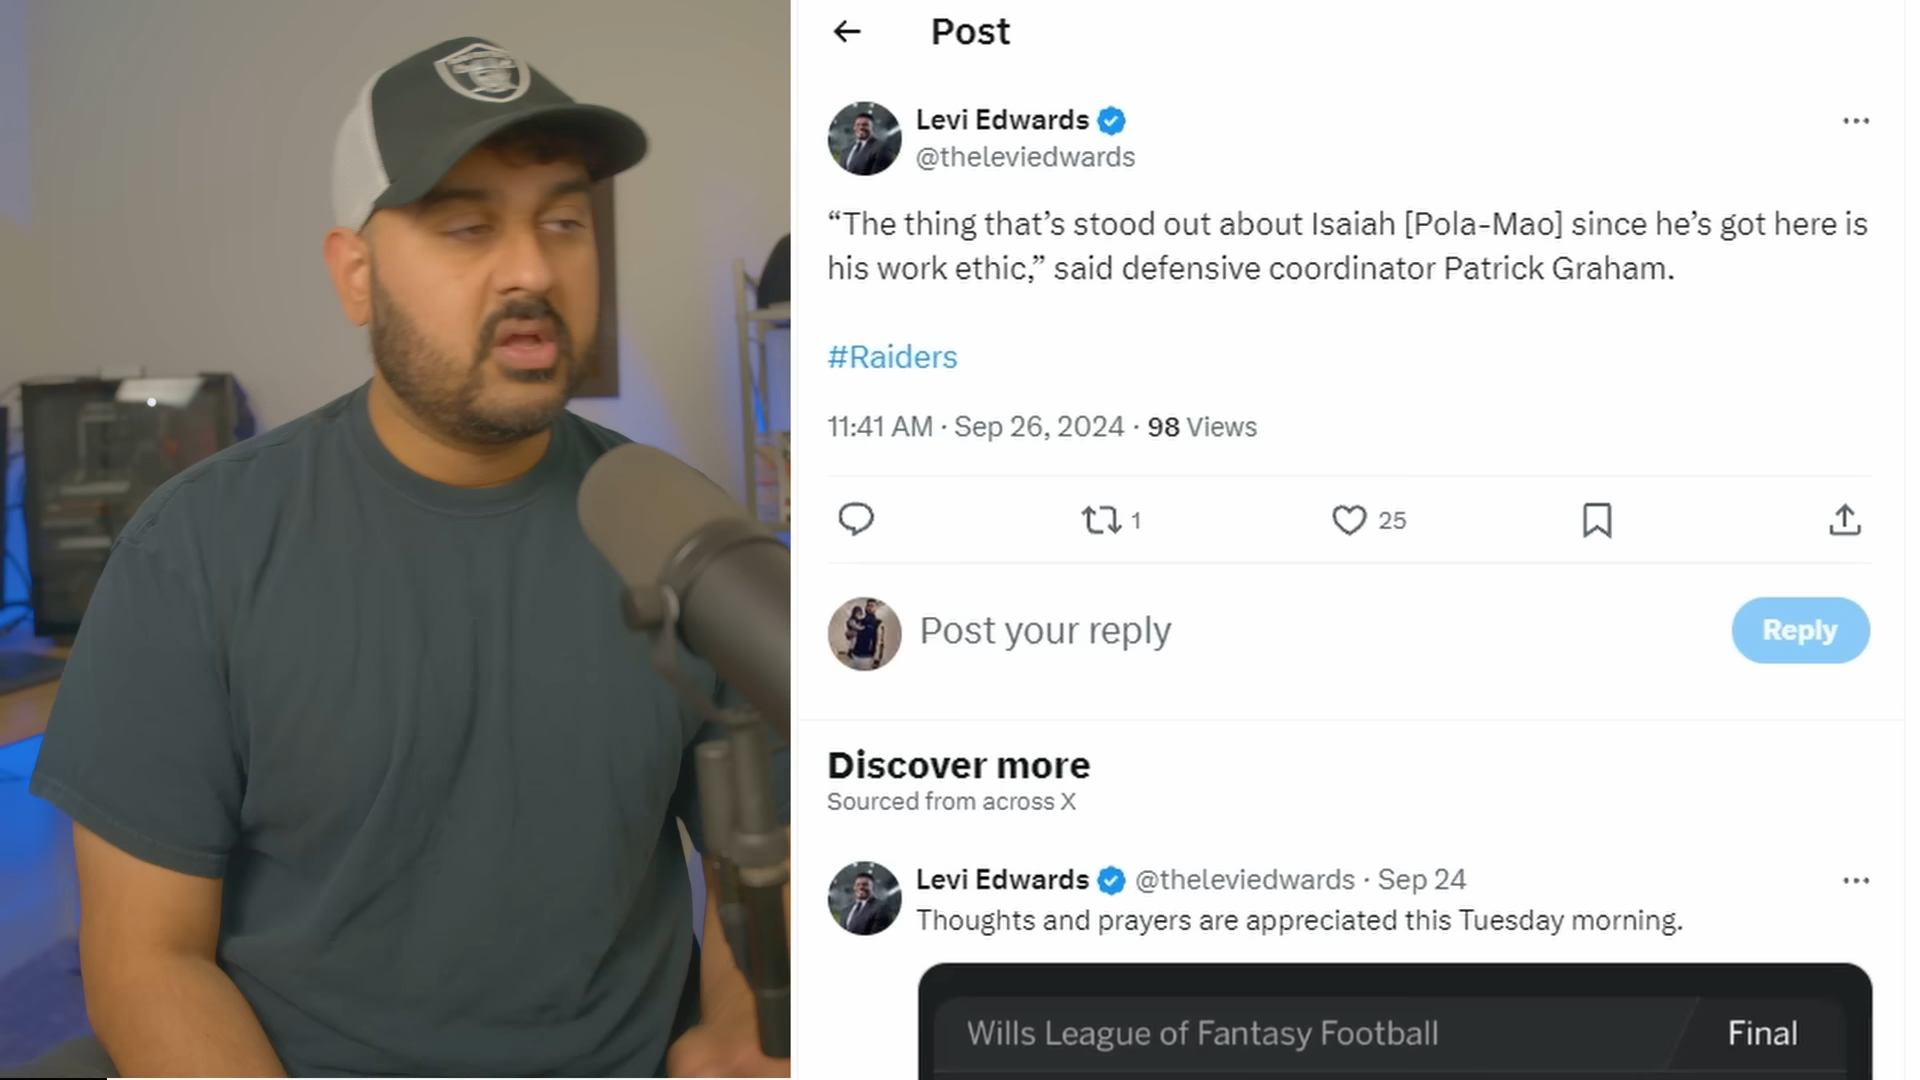 Post
Levi Edwards
@theleviedwards
“The thing that’s stood out about Isaiah [Pola-Mao] since he’s got here is
his work ethic,” said defensive coordinator Patrick Graham.
#Raiders
11:41 AM · Sep 26, 2024 · 98 Views
1
25
Post your reply
Reply
Discover more
Sourced from across X
Levi Edwards @theleviedwards · Sep 24
Thoughts and prayers are appreciated this Tuesday morning.
Wills League of Fantasy Football
Final